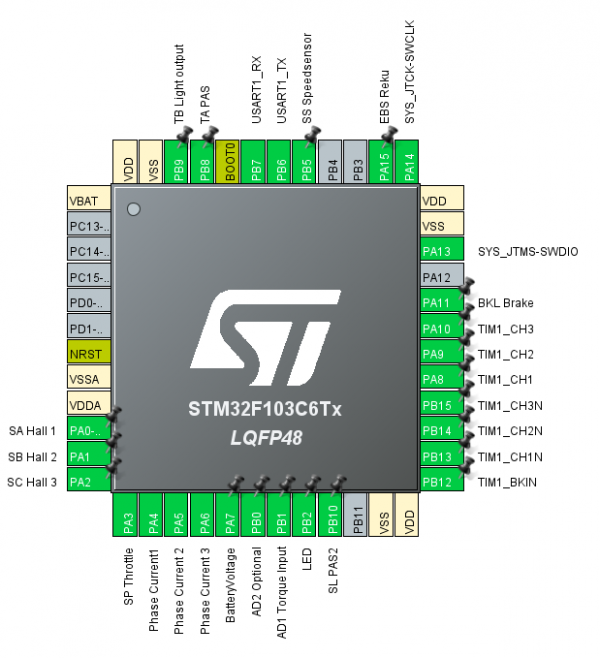 TB Light output
TA PAS
USART1_RX
USART1_TX
SS Speedsensor
EBS Reku
SYS_JTCK-SWCLK
VDD
VSS
PB9
PB8
BOOT0
PB7
PB6
PB5
PB4
PB3
PA15
PA14
VBAT
PC13-..
PC14-..
PC15-..
PD0-..
PD1-..
NRST
VSSA
VDDA
SA Hall 1 PA0-..
SB Hall 2 PA1
SC Hall 3 PA2
STM32F103C6Tx
LQFP48
VDD
VSS
PA13 SYS_JTMS-SWDIO
PA12
PA11 BKL Brake
PA10 TIM1_CH3
PA9 TIM1_CH2
PA8 TIM1_CH1
PB15 TIM1_CH3N
PB14 TIM1_CH2N
PB13 TIM1_CH1N
PB12 TIM1_BKIN
PA3
PA4
PA5
PA6
PA7
PB0
PB1
PB2
PB10
PB11
VSS
VDD
SP Throttle
Phase Current1
Phase Current 2
Phase Current 3
BatteryVoltage
AD2 Optional
AD1 Torque Input
LED
SL PAS2